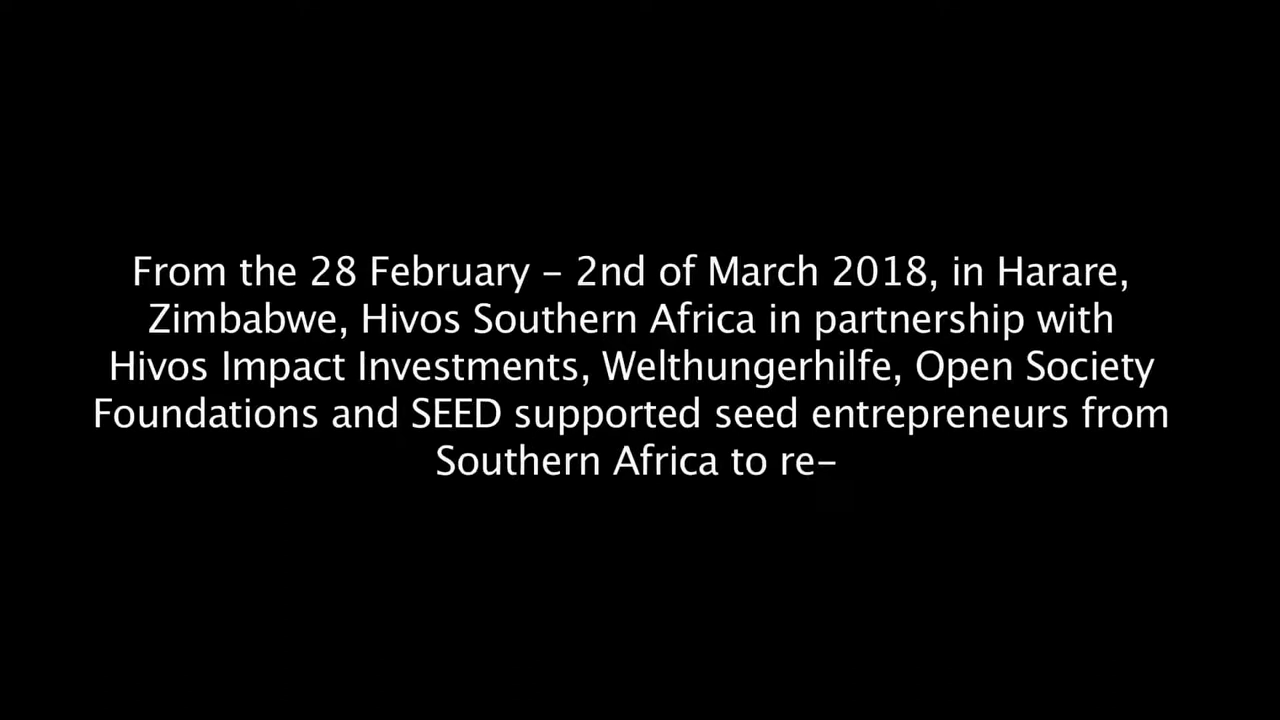 From the 28 February – 2nd of March 2018, in Harare,
Zimbabwe, Hivos Southern Africa in partnership with
Hivos Impact Investments, Welthungerhilfe, Open Society
Foundations and SEED supported seed entrepreneurs from
Southern Africa to re–